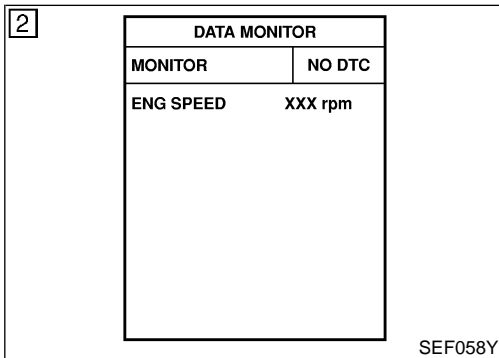 2
DATA MONITOR
MONITOR NO DTC
ENG SPEED XXX rpm
SEF058Y